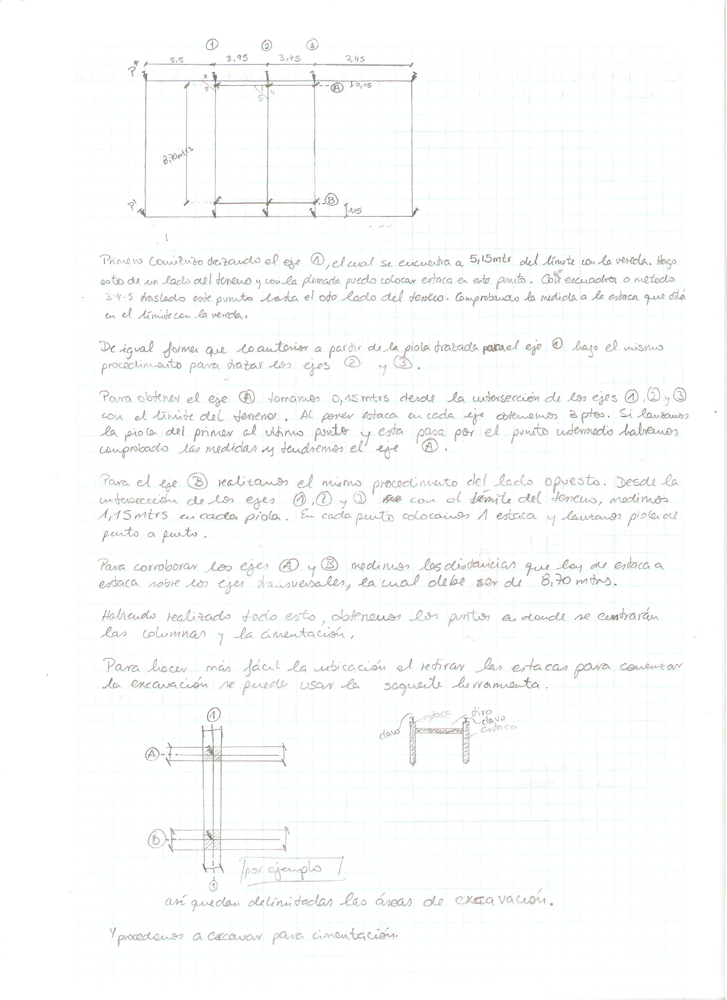 1 2 3
5,15 3,95 3,45 7,45
P*
3 4 5
A 0,15
8,70mtrs
B
P'
1,15
Primero comienzo trazando el eje ①, el cual se encuentra a 5,15mtr del límite con la vereda. Hago
esto de un lado del terreno y con la plomada puedo colocar estaca en este punto. Con escuadra o metodo
3-4-5 traslado este punto hasta el otro lado del terreno. Comprobando la medida a la estaca que está
en el límite con la vereda.
De igual forma que lo anterior a partir de la piola trazada para el eje ① hago el mismo
procedimiento para trazar los ejes ② y ③.
Para obtener el eje Ⓐ tomamos 0,15mtrs desde la intersección de los ejes ①, ② y ③
con el límite del terreno. Al poner estaca en cada eje obtenemos 3 ptos. Si lanzamos
la piola del primer al ultimo punto y esta pasa por el punto intermedio habremos
comprobado las medidas y tendremos el eje Ⓐ.
Para el eje Ⓑ realizamos el mismo procedimiento del lado opuesto. Desde la
intersección de los ejes ①, ② y ③ con el límite del terreno, medimos
1,15mtrs en cada piola. En cada punto colocamos 1 estaca y lanzamos piola de
punto a punto.
Para corroborar los ejes Ⓐ y Ⓑ medimos las distancias que hay de estaca a
estaca sobre los ejes transversales, la cual debe ser de 8,70 mtrs.
Habiendo realizado todo esto, obtenemos los puntos en donde se centrarán
las columnas y la cimentación.
Para hacer más fácil la ubicación al retirar las estacas para comenzar
la excavación se puede usar la siguiente herramienta.
1
estaca tira
clavo clavo
estaca
A
B
por ejemplo
1
así quedan delimitadas las áreas de excavación.
Y procedemos a excavar para cimentación.